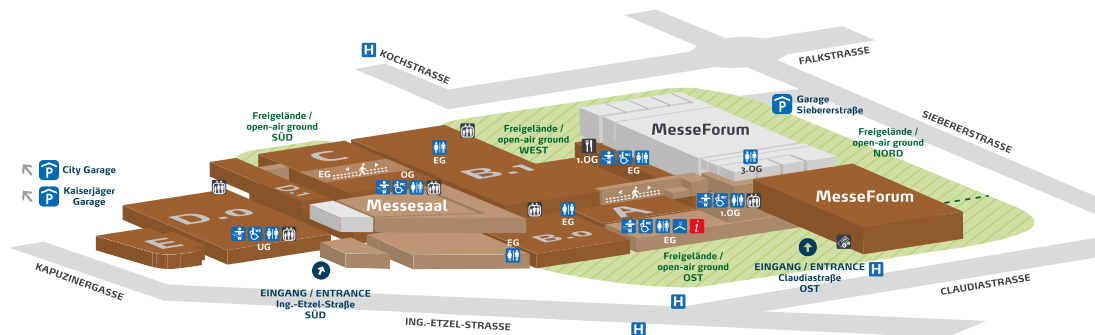 H KOCHSTRASSE
FALKSTRASSE
P Garage
Siebererstraße
SIEBERERSTRASSE
Freigelände /
open-air ground
SÜD
Freigelände /
open-air ground
WEST
MesseForum
Freigelände /
open-air ground
NORD
EG
C
EG
OG
1.OG
EG
3.OG
P City Garage
P Kaiserjäger
Garage
D.1
B.1
Messesaal
MesseForum
D.0
A
1.OG
E
UG
B.0
EG
EG
i
EG
Freigelände /
open-air ground
OST
EINGANG / ENTRANCE
Claudiastraße
OST
H
KAPUZINERGASSE
EINGANG / ENTRANCE
Ing.-Etzel-Straße
SÜD
H
CLAUDIASTRASSE
ING.-ETZEL-STRASSE
H